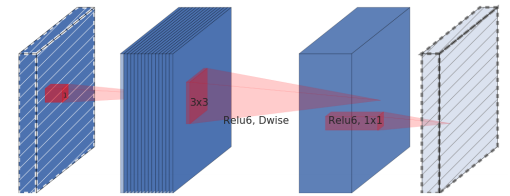 3x3
Relu6, Dwise
Relu6, 1x1